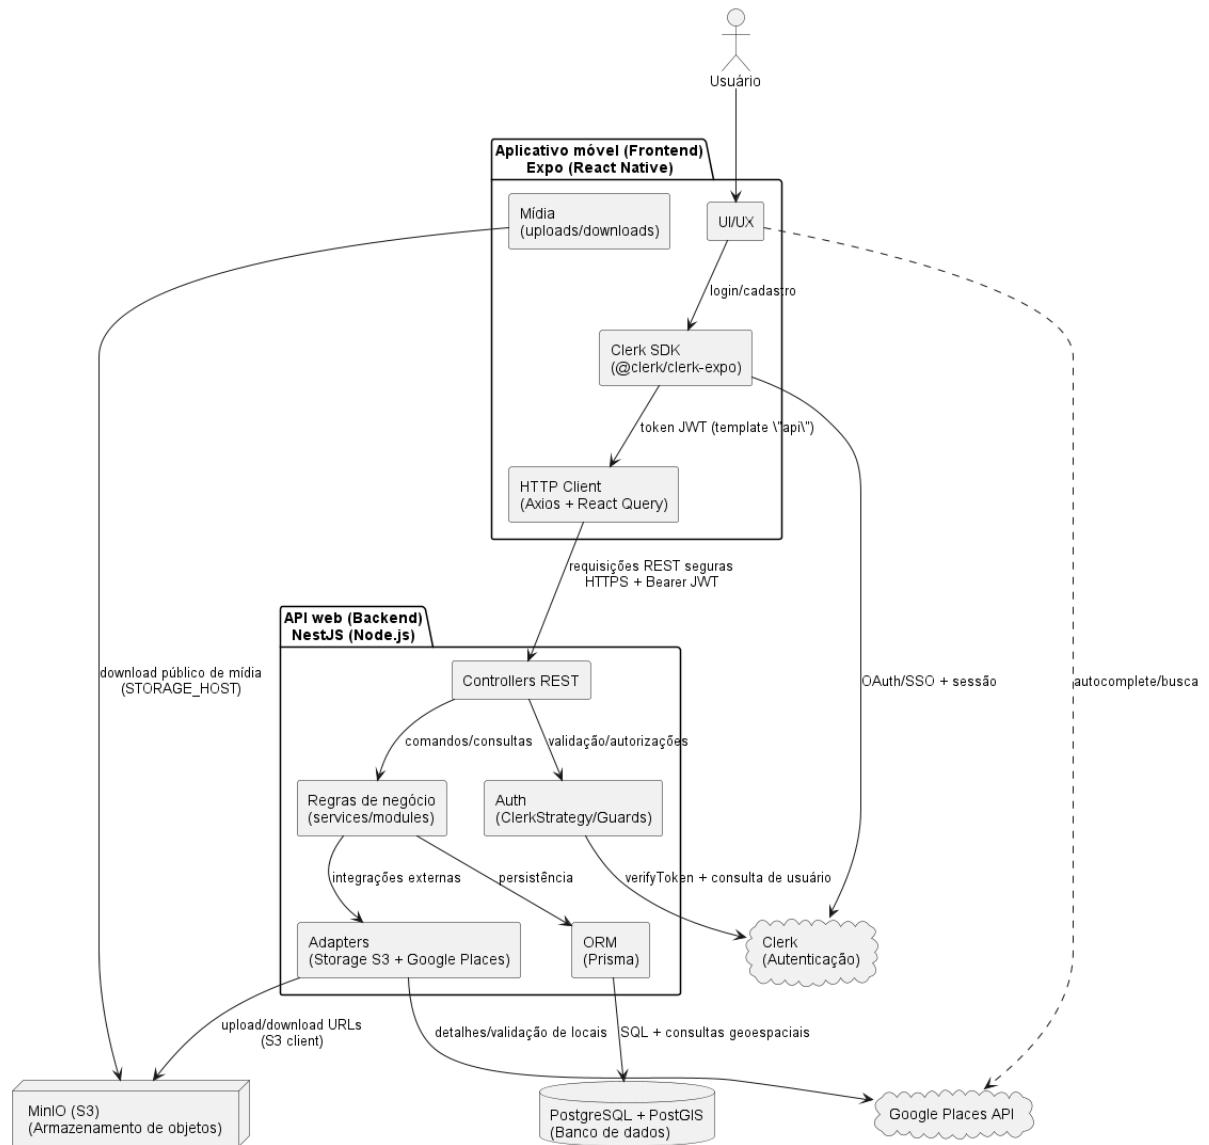 Usuário
Aplicativo móvel (Frontend)
Expo (React Native)
Mídia
(uploads/downloads)
UI/UX
login/cadastro
Clerk SDK
(@clerk/clerk-expo)
token JWT (template \"api\")
HTTP Client
(Axios + React Query)
requisições REST seguras
HTTPS + Bearer JWT
API web (Backend)
NestJS (Node.js)
Controllers REST
download público de mídia
(STORAGE_HOST)
OAuth/SSO + sessão
autocomplete/busca
comandos/consultas
validação/autorizações
Regras de negócio
(services/modules)
Auth
(ClerkStrategy/Guards)
integrações externas
persistência
verifyToken + consulta de usuário
Adapters
(Storage S3 + Google Places)
ORM
(Prisma)
Clerk
(Autenticação)
upload/download URLs
(S3 client)
detalhes/validação de locais
SQL + consultas geoespaciais
MinIO (S3)
(Armazenamento de objetos)
PostgreSQL + PostGIS
(Banco de dados)
Google Places API